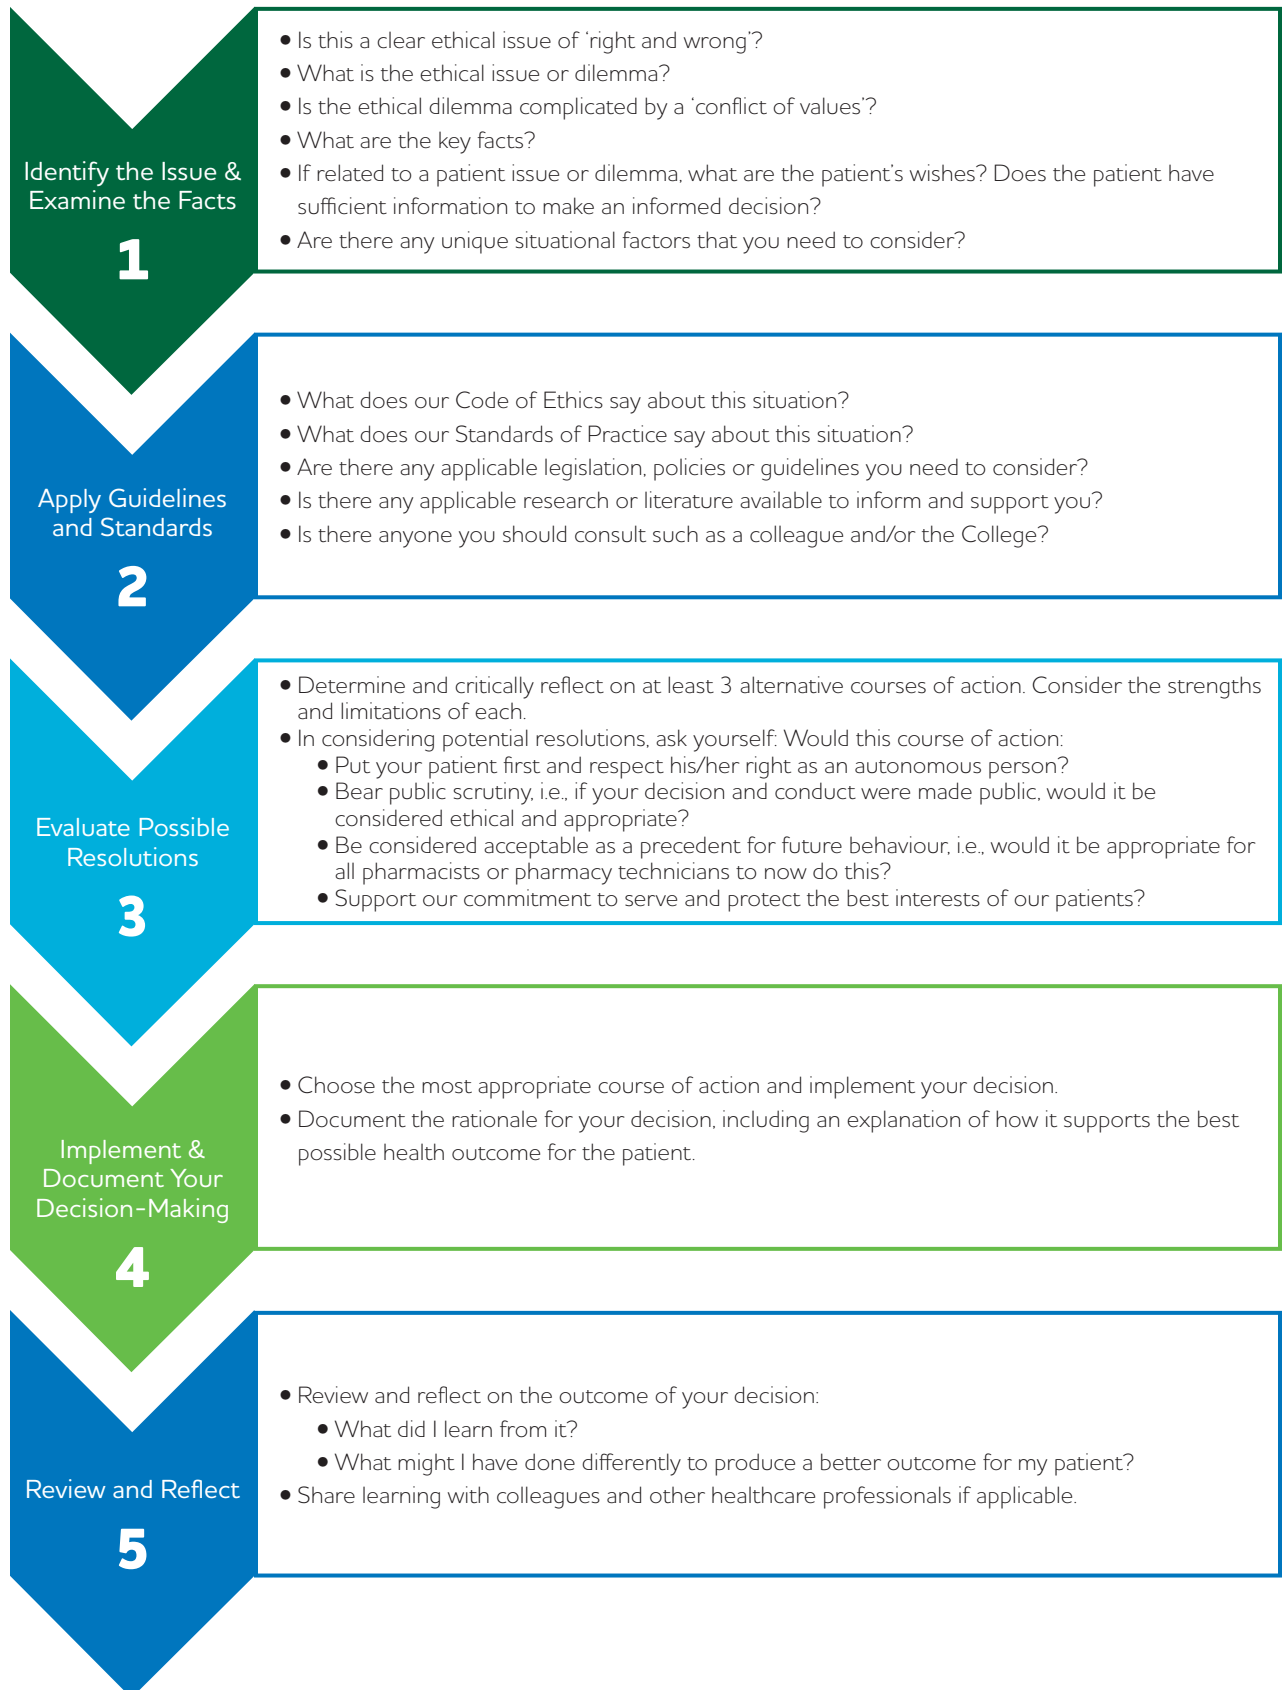 Identify the Issue &
Examine the Facts
1
• Is this a clear ethical issue of ‘right and wrong’?
• What is the ethical issue or dilemma?
• Is the ethical dilemma complicated by a ‘conflict of values’?
• What are the key facts?
• If related to a patient issue or dilemma, what are the patient’s wishes? Does the patient have
sufficient information to make an informed decision?
• Are there any unique situational factors that you need to consider?
Apply Guidelines
and Standards
2
• What does our Code of Ethics say about this situation?
• What does our Standards of Practice say about this situation?
• Are there any applicable legislation, policies or guidelines you need to consider?
• Is there any applicable research or literature available to inform and support you?
• Is there anyone you should consult such as a colleague and/or the College?
Evaluate Possible
Resolutions
3
• Determine and critically reflect on at least 3 alternative courses of action. Consider the strengths
and limitations of each.
• In considering potential resolutions, ask yourself: Would this course of action:
• Put your patient first and respect his/her right as an autonomous person?
• Bear public scrutiny, i.e., if your decision and conduct were made public, would it be
considered ethical and appropriate?
• Be considered acceptable as a precedent for future behaviour, i.e., would it be appropriate for
all pharmacists or pharmacy technicians to now do this?
• Support our commitment to serve and protect the best interests of our patients?
Implement &
Document Your
Decision-Making
4
• Choose the most appropriate course of action and implement your decision.
• Document the rationale for your decision, including an explanation of how it supports the best
possible health outcome for the patient.
Review and Reflect
5
• Review and reflect on the outcome of your decision:
• What did I learn from it?
• What might I have done differently to produce a better outcome for my patient?
• Share learning with colleagues and other healthcare professionals if applicable.